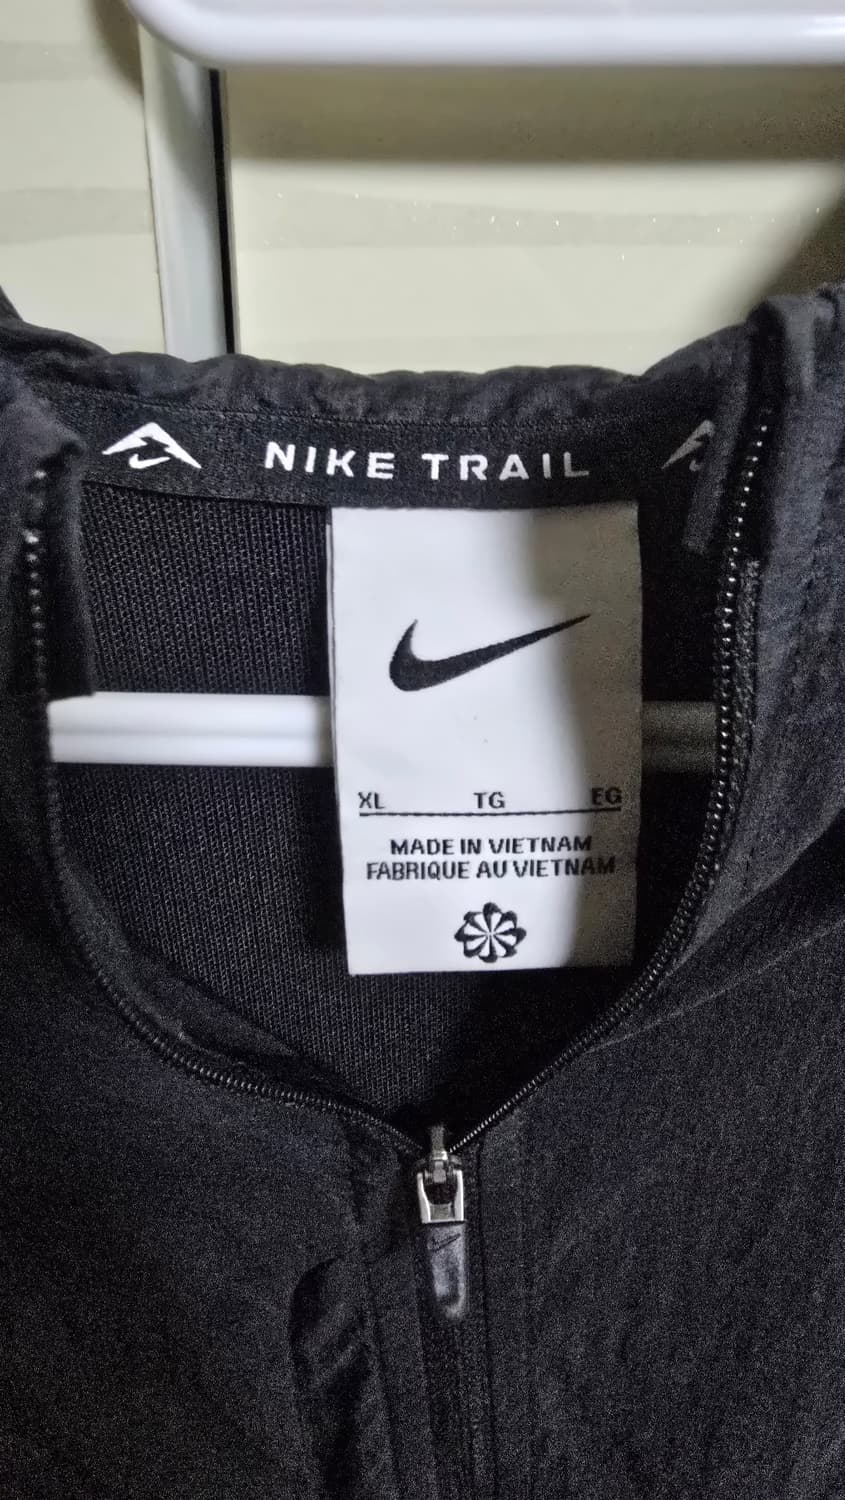 NIKE TRAIL
XL TG EG
MADE IN VIETNAM
FABRIQUE AU VIETNAM